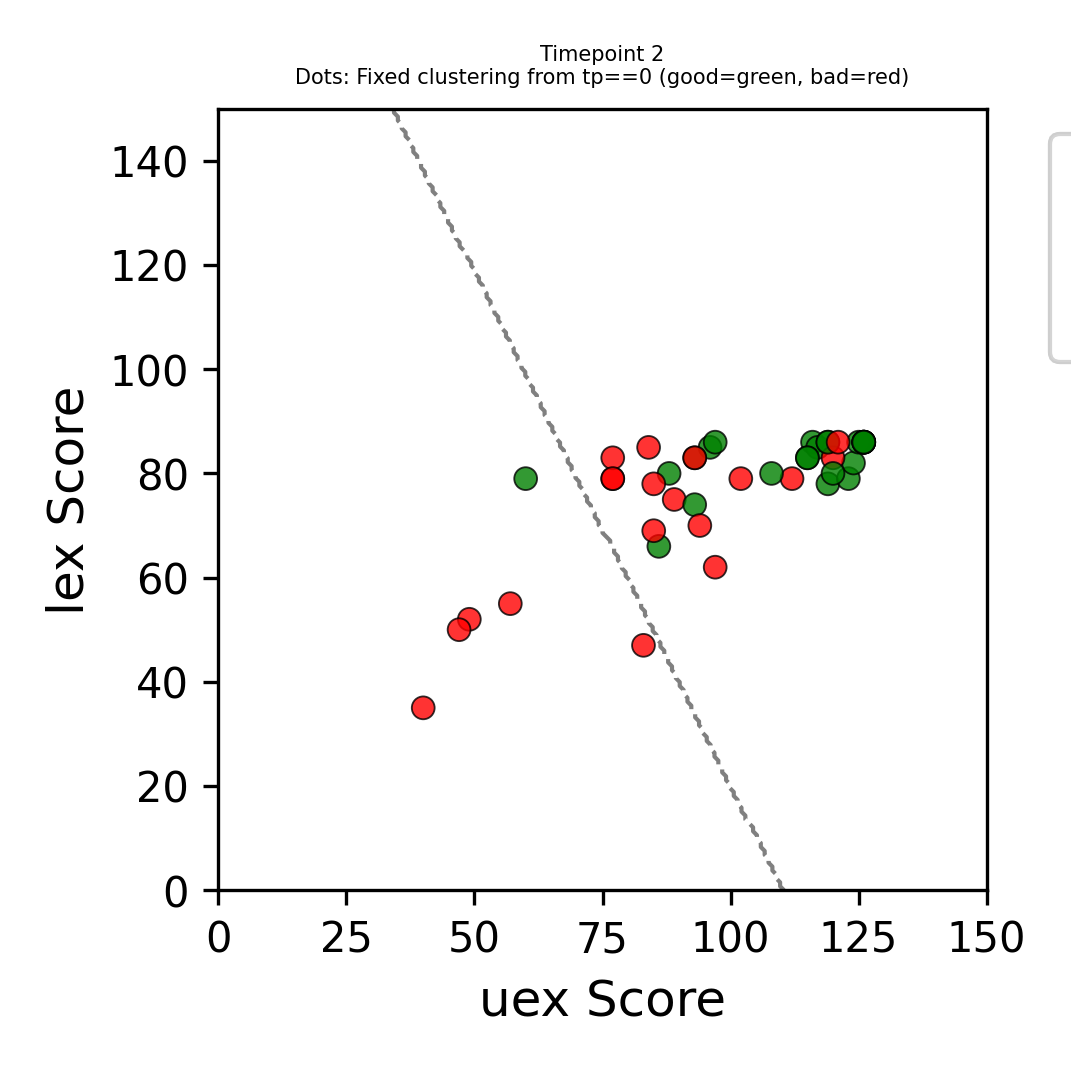 Timepoint 2
Dots: Fixed clustering from tp==0 (good=green, bad=red)
140
120
100
80
60
40
20
0
lex Score
0 25 50 75 100 125 150
uex Score